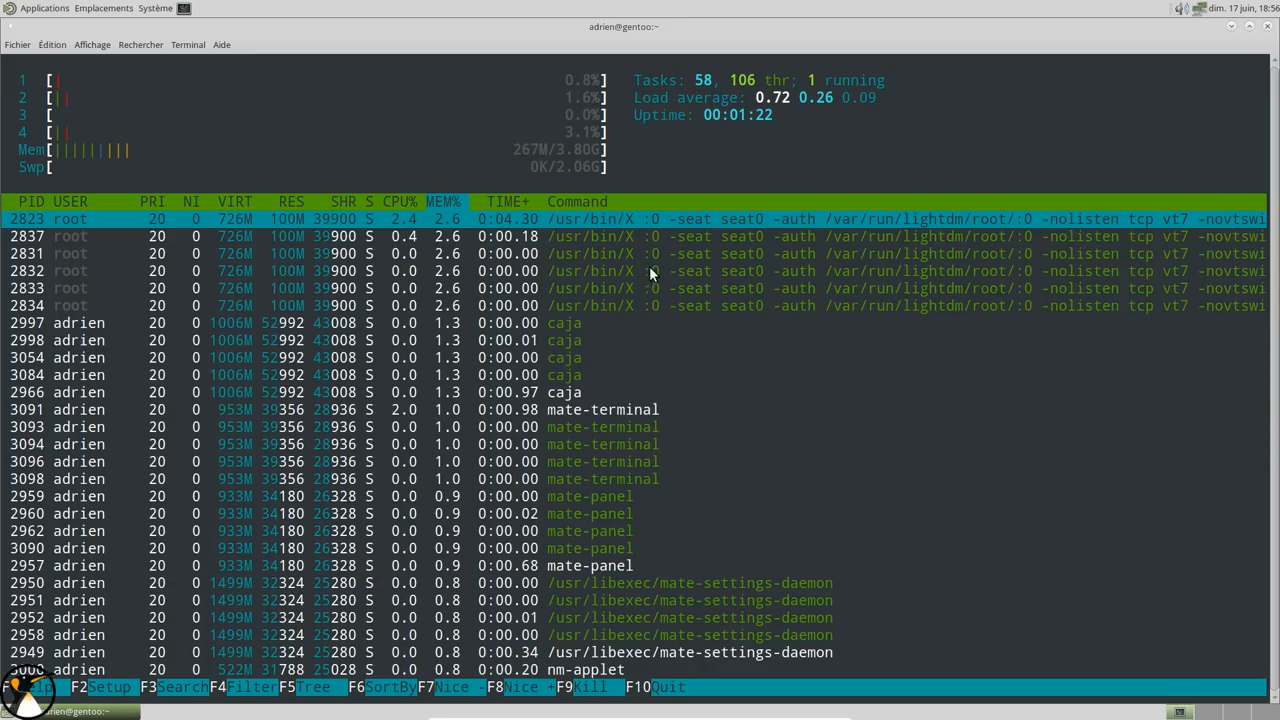 Applications Emplacements Système dim. 17 juin, 18:56
adrien@gentoo:~
Fichier Édition Affichage Rechercher Terminal Aide
1 [| 0.8%] Tasks: 58, 106 thr; 1 running
2 [|| 1.6%] Load average: 0.72 0.26 0.09
3 [ 0.0%] Uptime: 00:01:22
4 [|| 3.1%]
Mem[|||||||||| 267M/3.80G]
Swp[ 0K/2.06G]
PID USER PRI NI VIRT RES SHR S CPU% MEM% TIME+ Command
2823 root 20 0 726M 100M 39900 S 2.4 2.6 0:04.30 /usr/bin/X :0 -seat seat0 -auth /var/run/lightdm/root/:0 -nolisten tcp vt7 -novtswi
2837 root 20 0 726M 100M 39900 S 0.4 2.6 0:00.18 /usr/bin/X :0 -seat seat0 -auth /var/run/lightdm/root/:0 -nolisten tcp vt7 -novtswi
2831 root 20 0 726M 100M 39900 S 0.0 2.6 0:00.00 /usr/bin/X :0 -seat seat0 -auth /var/run/lightdm/root/:0 -nolisten tcp vt7 -novtswi
2832 root 20 0 726M 100M 39900 S 0.0 2.6 0:00.00 /usr/bin/X :0 -seat seat0 -auth /var/run/lightdm/root/:0 -nolisten tcp vt7 -novtswi
2833 root 20 0 726M 100M 39900 S 0.0 2.6 0:00.00 /usr/bin/X :0 -seat seat0 -auth /var/run/lightdm/root/:0 -nolisten tcp vt7 -novtswi
2834 root 20 0 726M 100M 39900 S 0.0 2.6 0:00.00 /usr/bin/X :0 -seat seat0 -auth /var/run/lightdm/root/:0 -nolisten tcp vt7 -novtswi
2997 adrien 20 0 1006M 52992 43008 S 0.0 1.3 0:00.00 caja
2998 adrien 20 0 1006M 52992 43008 S 0.0 1.3 0:00.01 caja
3054 adrien 20 0 1006M 52992 43008 S 0.0 1.3 0:00.00 caja
3084 adrien 20 0 1006M 52992 43008 S 0.0 1.3 0:00.00 caja
2966 adrien 20 0 1006M 52992 43008 S 0.0 1.3 0:00.97 caja
3091 adrien 20 0 953M 39356 28936 S 2.0 1.0 0:00.98 mate-terminal
3093 adrien 20 0 953M 39356 28936 S 0.0 1.0 0:00.00 mate-terminal
3094 adrien 20 0 953M 39356 28936 S 0.0 1.0 0:00.00 mate-terminal
3096 adrien 20 0 953M 39356 28936 S 0.0 1.0 0:00.00 mate-terminal
3098 adrien 20 0 953M 39356 28936 S 0.0 1.0 0:00.00 mate-terminal
2959 adrien 20 0 933M 34180 26328 S 0.0 0.9 0:00.00 mate-panel
2960 adrien 20 0 933M 34180 26328 S 0.0 0.9 0:00.02 mate-panel
2962 adrien 20 0 933M 34180 26328 S 0.0 0.9 0:00.00 mate-panel
3090 adrien 20 0 933M 34180 26328 S 0.0 0.9 0:00.00 mate-panel
2957 adrien 20 0 933M 34180 26328 S 0.0 0.9 0:00.68 mate-panel
2950 adrien 20 0 1499M 32324 25280 S 0.0 0.8 0:00.00 /usr/libexec/mate-settings-daemon
2951 adrien 20 0 1499M 32324 25280 S 0.0 0.8 0:00.00 /usr/libexec/mate-settings-daemon
2952 adrien 20 0 1499M 32324 25280 S 0.0 0.8 0:00.01 /usr/libexec/mate-settings-daemon
2958 adrien 20 0 1499M 32324 25280 S 0.0 0.8 0:00.00 /usr/libexec/mate-settings-daemon
2949 adrien 20 0 1499M 32324 25280 S 0.0 0.8 0:00.34 /usr/libexec/mate-settings-daemon
adrien 20 0 522M 31788 25028 S 0.0 0.8 0:00.20 nm-applet
F2Setup F3SearchF4FilterF5Tree F6SortByF7Nice -F8Nice +F9Kill F10Quit
adrien@gentoo:~